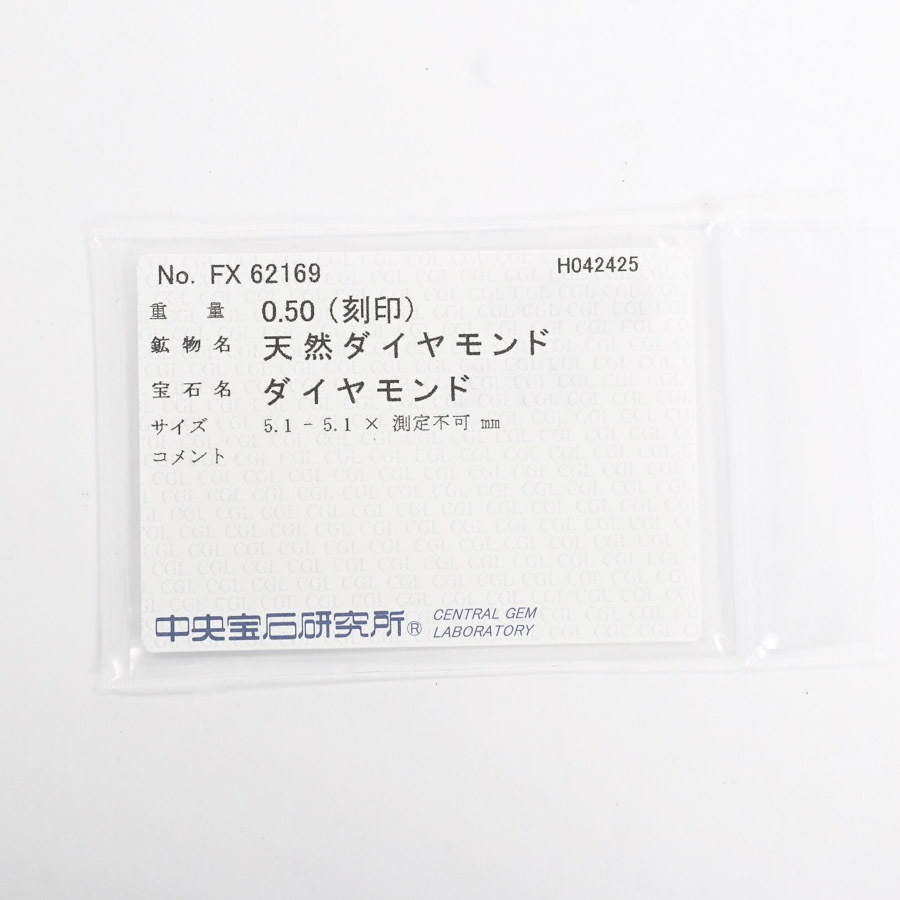 No. FX 62169 H042425
重量 0.50 (刻印)
鉱物名 天然ダイヤモンド
宝石名 ダイヤモンド
サイズ 5.1 - 5.1 × 測定不可 mm
コメント
中央宝石研究所® CENTRAL GEM
LABORATORY